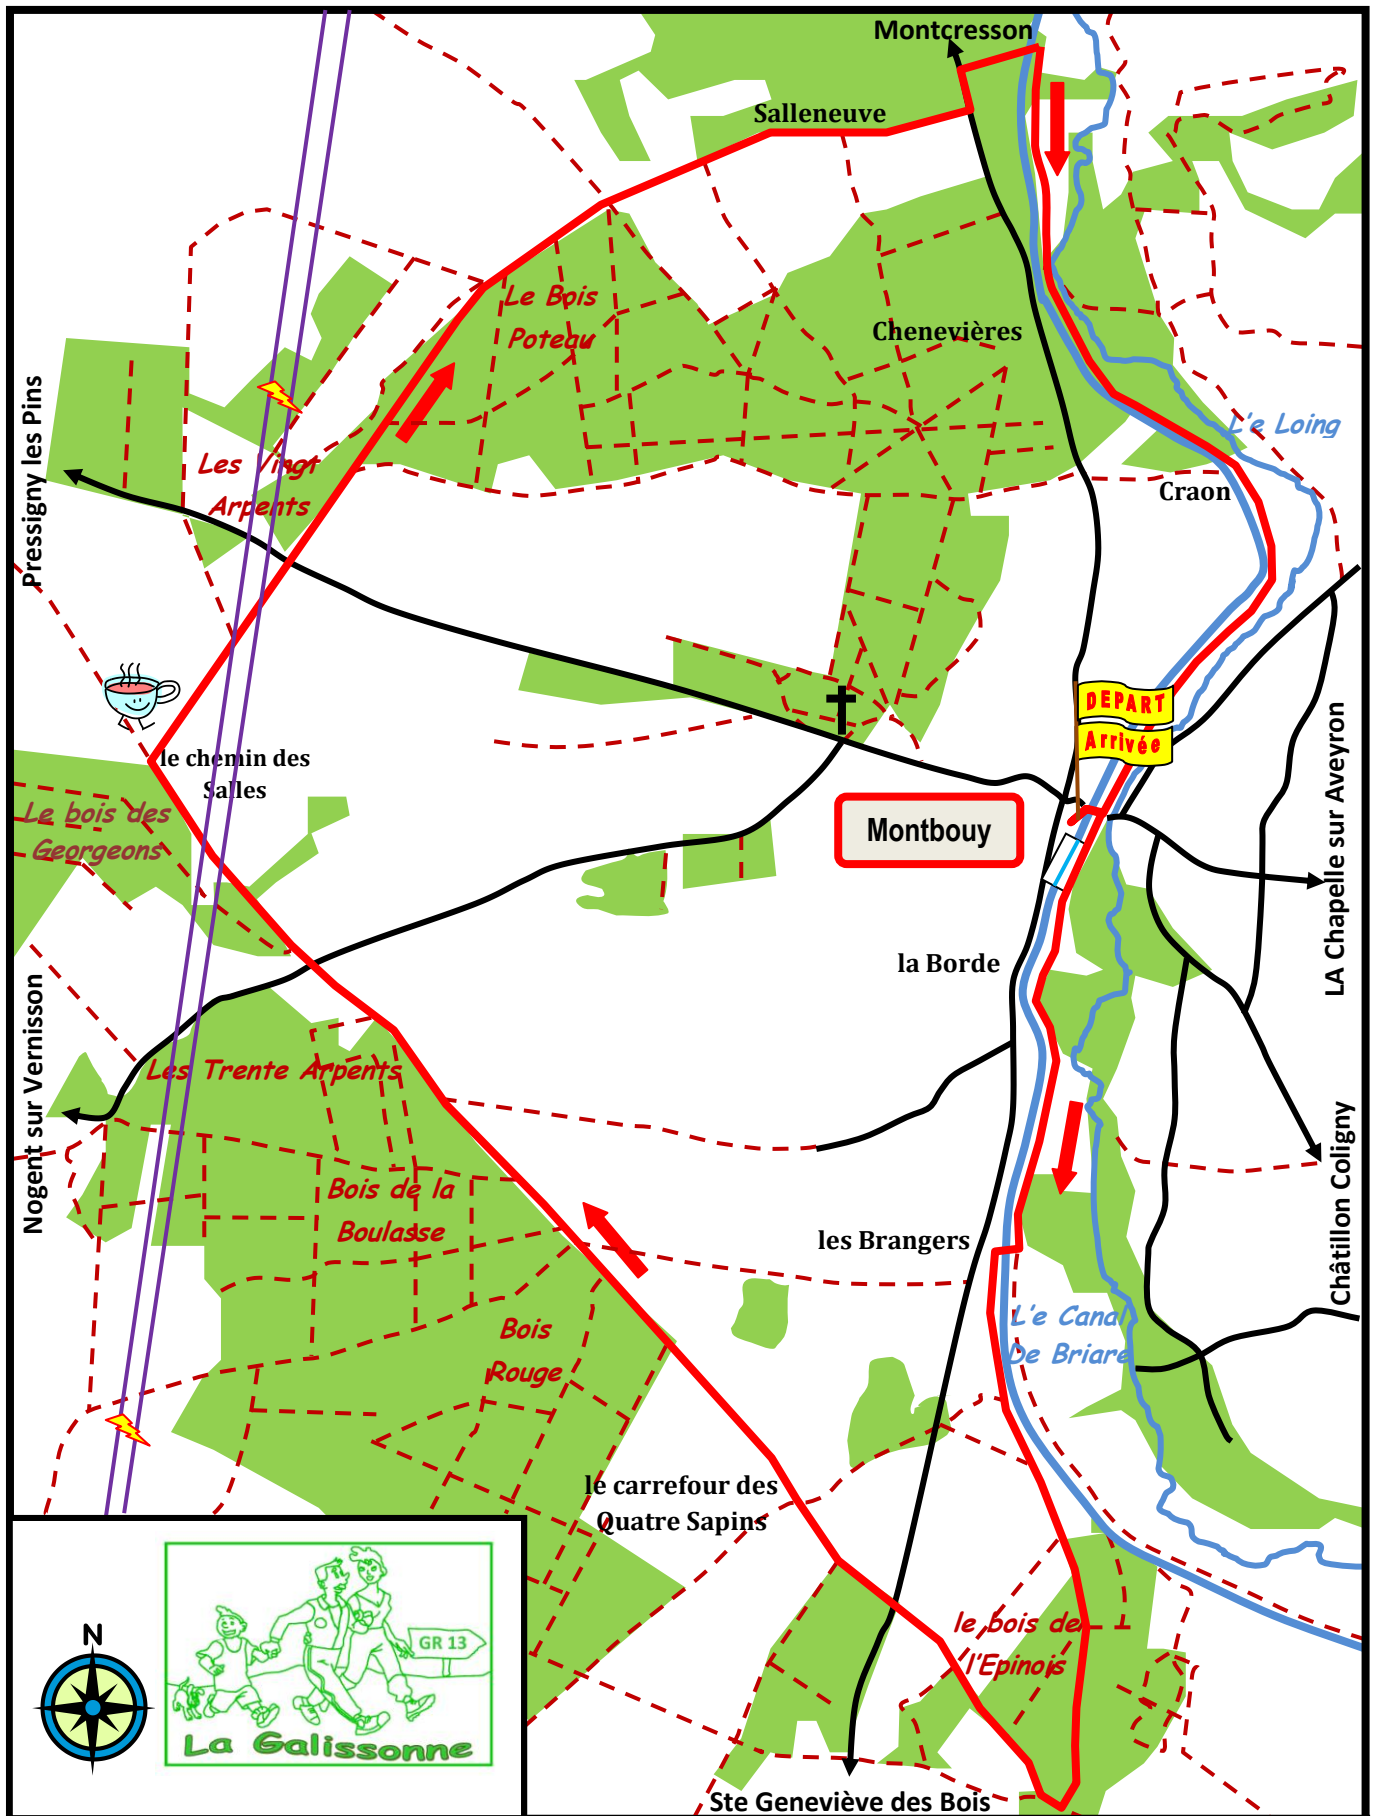 Montcresson
Salleneuve
Le Bois
Poteau
Chenevières
Pressigny les Pins
L'e Loing
Les Vingt
Arpents
Craon
DEPART
Arrivée
le chemin des
Salles
Le bois des
Georgeons
Montbouy
LA Chapelle sur Aveyron
la Borde
Nogent sur Vernisson
Les Trente Arpents
Bois de la
Boulasse
les Brangers
Châtillon Coligny
L'e Canal
De Briare
Bois
Rouge
le carrefour des
Quatre Sapins
le bois de
l'Epinois
N
GR 13
La Galissonne
Ste Geneviève des Bois